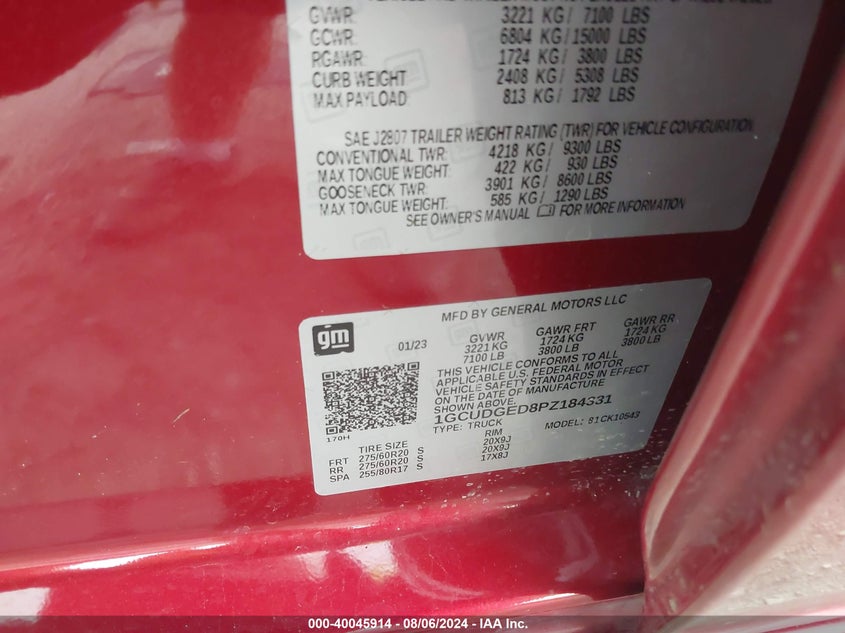 GVWR: 3221 KG / 7100 LBS
GCWR: 6804 KG / 15000 LBS
RGAWR: 1724 KG / 3800 LBS
CURB WEIGHT 2408 KG / 5308 LBS
MAX PAYLOAD: 813 KG / 1792 LBS
SAE J2807 TRAILER WEIGHT RATING (TWR) FOR VEHICLE CONFIGURATION
CONVENTIONAL TWR: 4218 KG / 9300 LBS
MAX TONGUE WEIGHT: 422 KG / 930 LBS
GOOSENECK TWR: 3901 KG / 8600 LBS
MAX TONGUE WEIGHT: 585 KG / 1290 LBS
SEE OWNER'S MANUAL FOR MORE INFORMATION
gm
MFD BY GENERAL MOTORS LLC
01/23 GVWR GAWR FRT GAWR RR
3221 KG 1724 KG 1724 KG
7100 LB 3800 LB 3800 LB
THIS VEHICLE CONFORMS TO ALL
APPLICABLE U.S. FEDERAL MOTOR
VEHICLE SAFETY STANDARDS IN EFFECT
ON THE DATE OF MANUFACTURE
SHOWN ABOVE.
1GCUDGED8PZ184331
TYPE: TRUCK MODEL: 81CK10543
170H
TIRE SIZE RIM
FRT 275/60R20 S 20X9J
RR 275/60R20 S 20X9J
SPA 255/80R17 S 17X8J
000-40045914 - 08/06/2024 - IAA Inc.